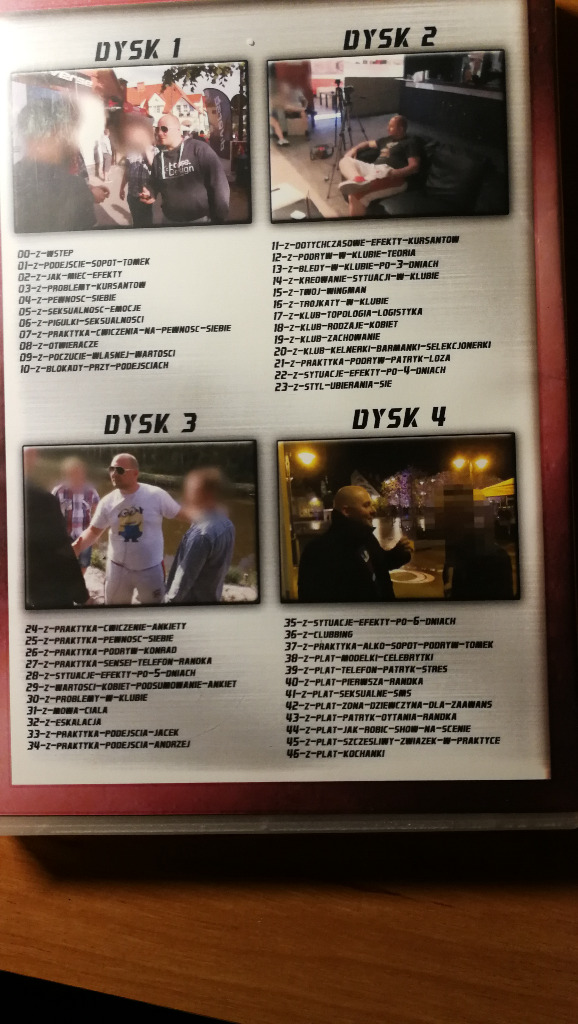 DYSK 1
00-Z-WSTEP
01-Z-PODEJSCIE-SOPOT-TOMEK
02-Z-JAK-MIEC-EFEKTY
03-Z-PROBLEMY-KURSANTOW
04-Z-PEWNOSC-SIEBIE
05-Z-SEKSUALNOSC-EMOCJE
06-Z-PIGULKI-SEKSUALNOSCI
07-Z-PRAKTYKA-CWICZENIA-NA-PEWNOSC-SIEBIE
08-Z-OTWIERACZE
09-Z-POCZUCIE-WLASNEJ-WARTOSCI
10-Z-BLOKADY-PRZY-PODEJSCIACH
DYSK 2
11-Z-DOTYCHCZASOWE-EFEKTY-KURSANTOW
12-Z-PODRYW-W-KLUBIE-TEORIA
13-Z-BLEDY-W-KLUBIE-PO-3-DNIACH
14-Z-KREOWANIE-SYTUACJI-W-KLUBIE
15-Z-TWOJ-WINGMAN
16-Z-TROJKATY-W-KLUBIE
17-Z-KLUB-TOPOLOGIA-LOGISTYKA
18-Z-KLUB-RODZAJE-KOBIET
19-Z-KLUB-ZACHOWANIE
20-Z-KLUB-KELNERKI-BARMANKI-SELEKCJONERKI
21-Z-PRAKTYKA-PODRYW-PATRYK-LOZA
22-Z-SYTUACJE-EFEKTY-PO-4-DNIACH
23-Z-STYL-UBIERANIA-SIE
DYSK 3
24-Z-PRAKTYKA-CWICZENIE-ANKIETY
25-Z-PRAKTYKA-PEWNOSC-SIEBIE
26-Z-PRAKTYKA-PODRYW-KONRAD
27-Z-PRAKTYKA-SENSEI-TELEFON-RANDKA
28-Z-SYTUACJE-EFEKTY-PO-5-DNIACH
29-Z-WARTOSCI-KOBIET-PODSUMOWANIE-ANKIET
30-Z-PROBLEMY-W-KLUBIE
31-Z-MOWA-CIALA
32-Z-ESKALACJA
33-Z-PRAKTYKA-PODEJSCIA-JACEK
34-Z-PRAKTYKA-PODEJSCIA-ANDRZEJ
DYSK 4
35-Z-SYTUACJE-EFEKTY-PO-6-DNIACH
36-Z-CLUBBING
37-Z-PRAKTYKA-ALKO-SOPOT-PODRYW-TOMEK
38-Z-PLAT-MODELKI-CELEBRYTKI
39-Z-PLAT-TELEFON-PATRYK-STRES
40-Z-PLAT-PIERWSZA-RANDKA
41-Z-PLAT-SEKSUALNE-SMS
42-Z-PLAT-ZONA-DZIEWCZYNA-DLA-ZAAWANS
43-Z-PLAT-PATRYK-PYTANIA-RANDKA
44-Z-PLAT-JAK-ROBIC-SHOW-NA-SCENIE
45-Z-PLAT-SZCZESLIWY-ZWIAZEK-W-PRAKTYCE
46-Z-PLAT-KOCHANKI